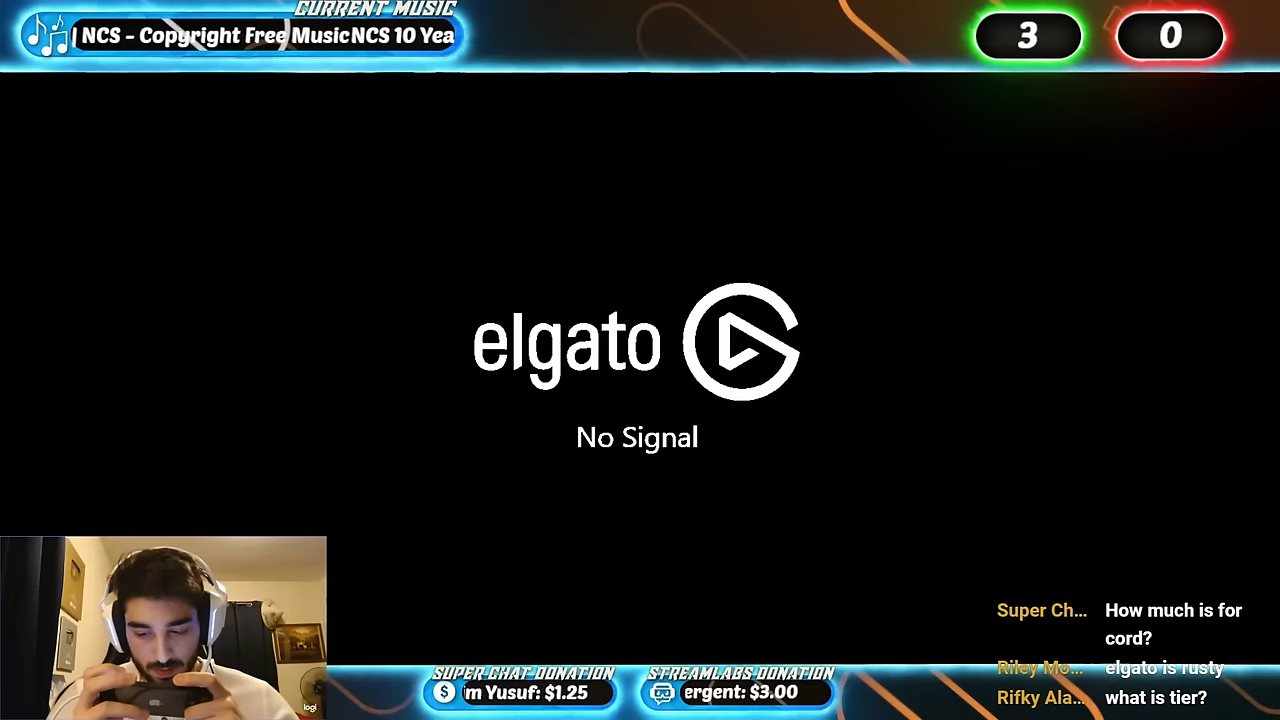 CURRENT MUSIC
| NCS - Copyright Free MusicNCS 10 Yea
3
0
elgato
No Signal
Super Ch... How much is for
cord?
Riley Mo... elgato is rusty
Rifky Ala... what is tier?
SUPER CHAT DONATION
m Yusuf: $1.25
STREAMLABS DONATION
ergent: $3.00
logi